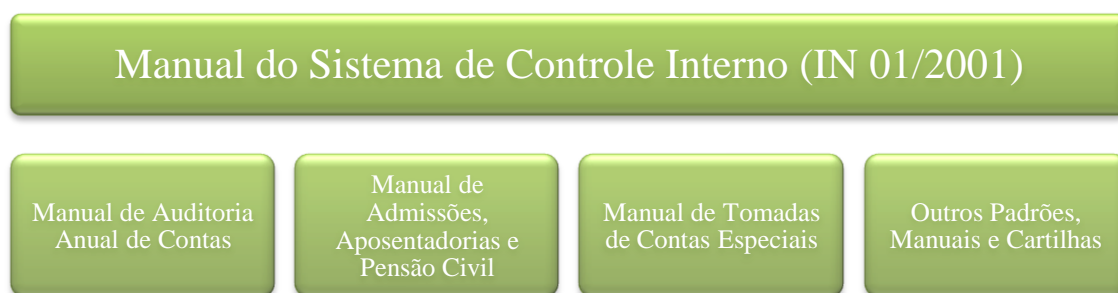 Manual do Sistema de Controle Interno (IN 01/2001)
Manual de Auditoria
Anual de Contas
Manual de
Admissões,
Aposentadorias e
Pensão Civil
Manual de Tomadas
de Contas Especiais
Outros Padrões,
Manuais e Cartilhas